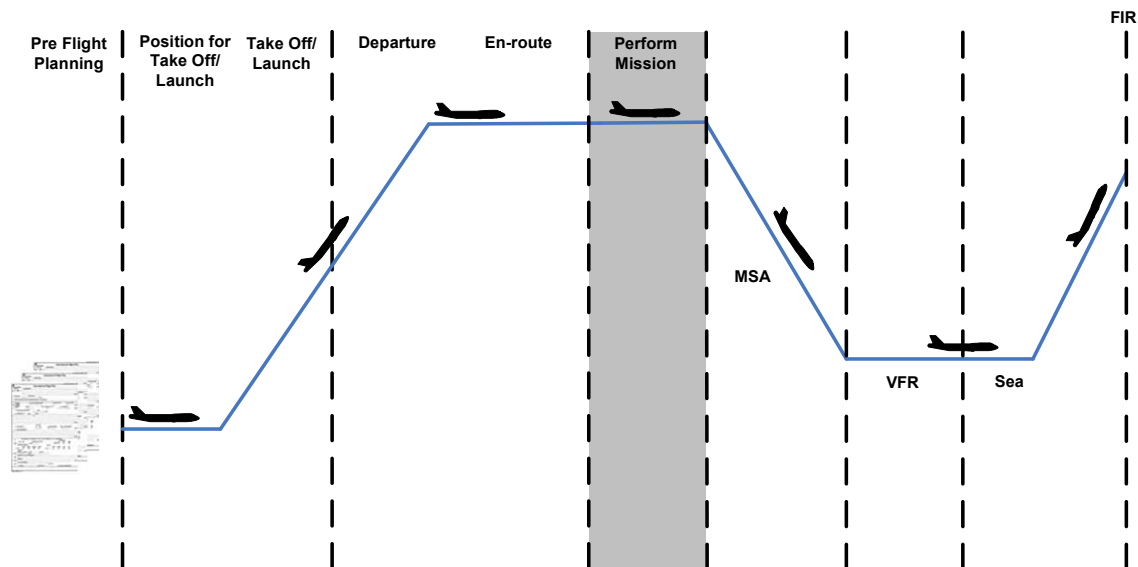 FIR
Pre Flight
Planning
Position for
Take Off/
Launch
Take Off/
Launch
Departure
En-route
Perform
Mission
MSA
VFR
Sea